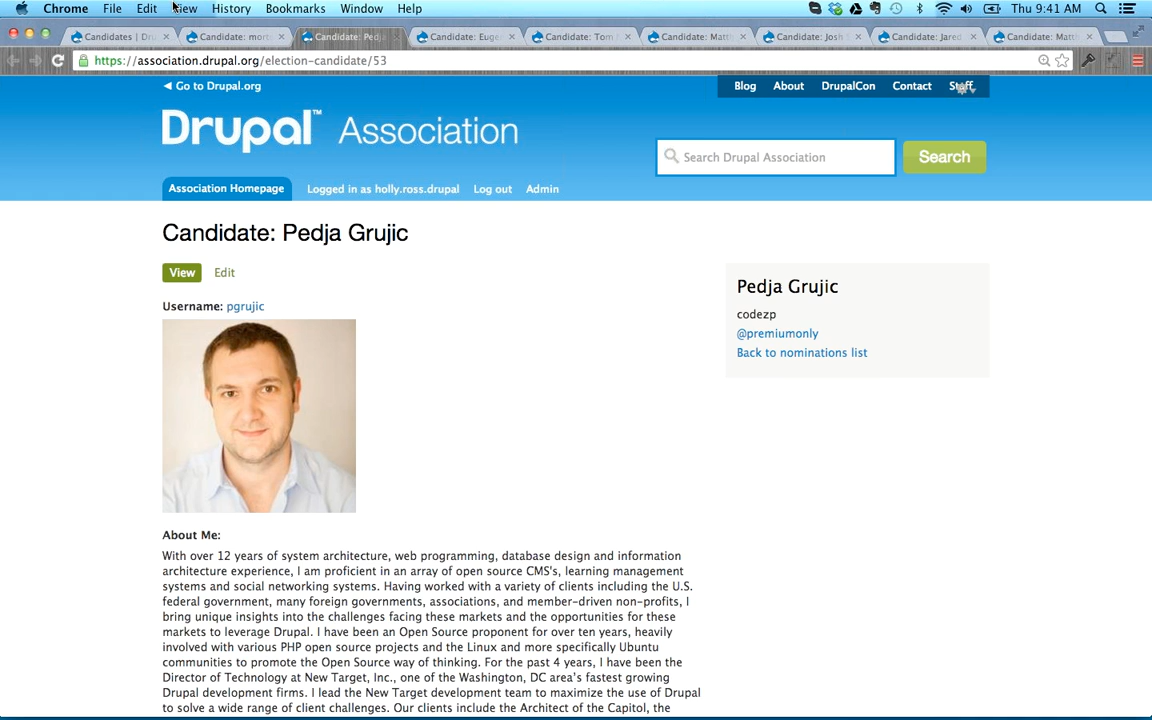 Chrome File Edit View History Bookmarks Window Help Thu 9:41 AM
Candidates | Dru Candidate: mort Candidate: Pedj Candidate: Euge Candidate: Tom Candidate: Matt Candidate: Josh Candidate: Jared Candidate: Matt
https://association.drupal.org/election-candidate/53
Go to Drupal.org Blog About DrupalCon Contact Staff
Drupal™ Association
Search Drupal Association Search
Association Homepage Logged in as holly.ross.drupal Log out Admin
Candidate: Pedja Grujic
View Edit
Username: pgrujic
Pedja Grujic
codezp
@premiumonly
Back to nominations list
About Me:
With over 12 years of system architecture, web programming, database design and information
architecture experience, I am proficient in an array of open source CMS's, learning management
systems and social networking systems. Having worked with a variety of clients including the U.S.
federal government, many foreign governments, associations, and member-driven non-profits, I
bring unique insights into the challenges facing these markets and the opportunities for these
markets to leverage Drupal. I have been an Open Source proponent for over ten years, heavily
involved with various PHP open source projects and the Linux and more specifically Ubuntu
communities to promote the Open Source way of thinking. For the past 4 years, I have been the
Director of Technology at New Target, Inc., one of the Washington, DC area's fastest growing
Drupal development firms. I lead the New Target development team to maximize the use of Drupal
to solve a wide range of client challenges. Our clients include the Architect of the Capitol, the